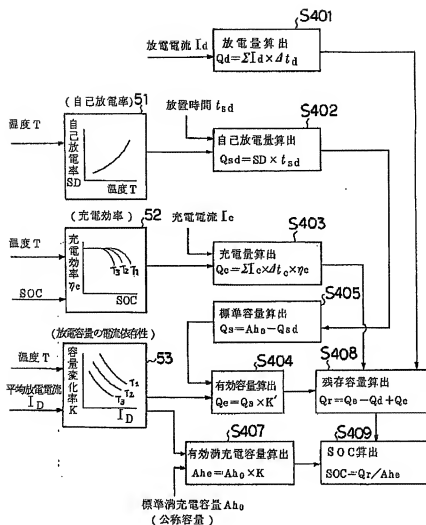 S401
放電電流 Id
放電量算出
Qd=ΣId×Δtd
(自己放電率) 51
温度 T
自己放電率 SD
温度 T
放置時間 tsd
S402
自己放電量算出
Qsd=SD×tsd
(充電効率) 52
温度 T
SOC
充電効率 ηc
T3 T2 T1
SOC
充電電流 Ic
S403
充電量算出
Qc=ΣIc×Δtc×ηc
S405
標準容量算出
Qs=Ah0−Qsd
(放電容量の電流依存性)
53
温度 T
平均放電電流
ID
容量変化率 K
T1
T2
T3
ID
S404
有効容量算出
Qe=Qs×K'
S408
残存容量算出
Qr=Qe−Qd+Qc
S407
有効満充電容量算出
Ahe=Ah0×K
S409
SOC算出
SOC=Qr/Ahe
標準満充電容量 Ah0
(公称容量)